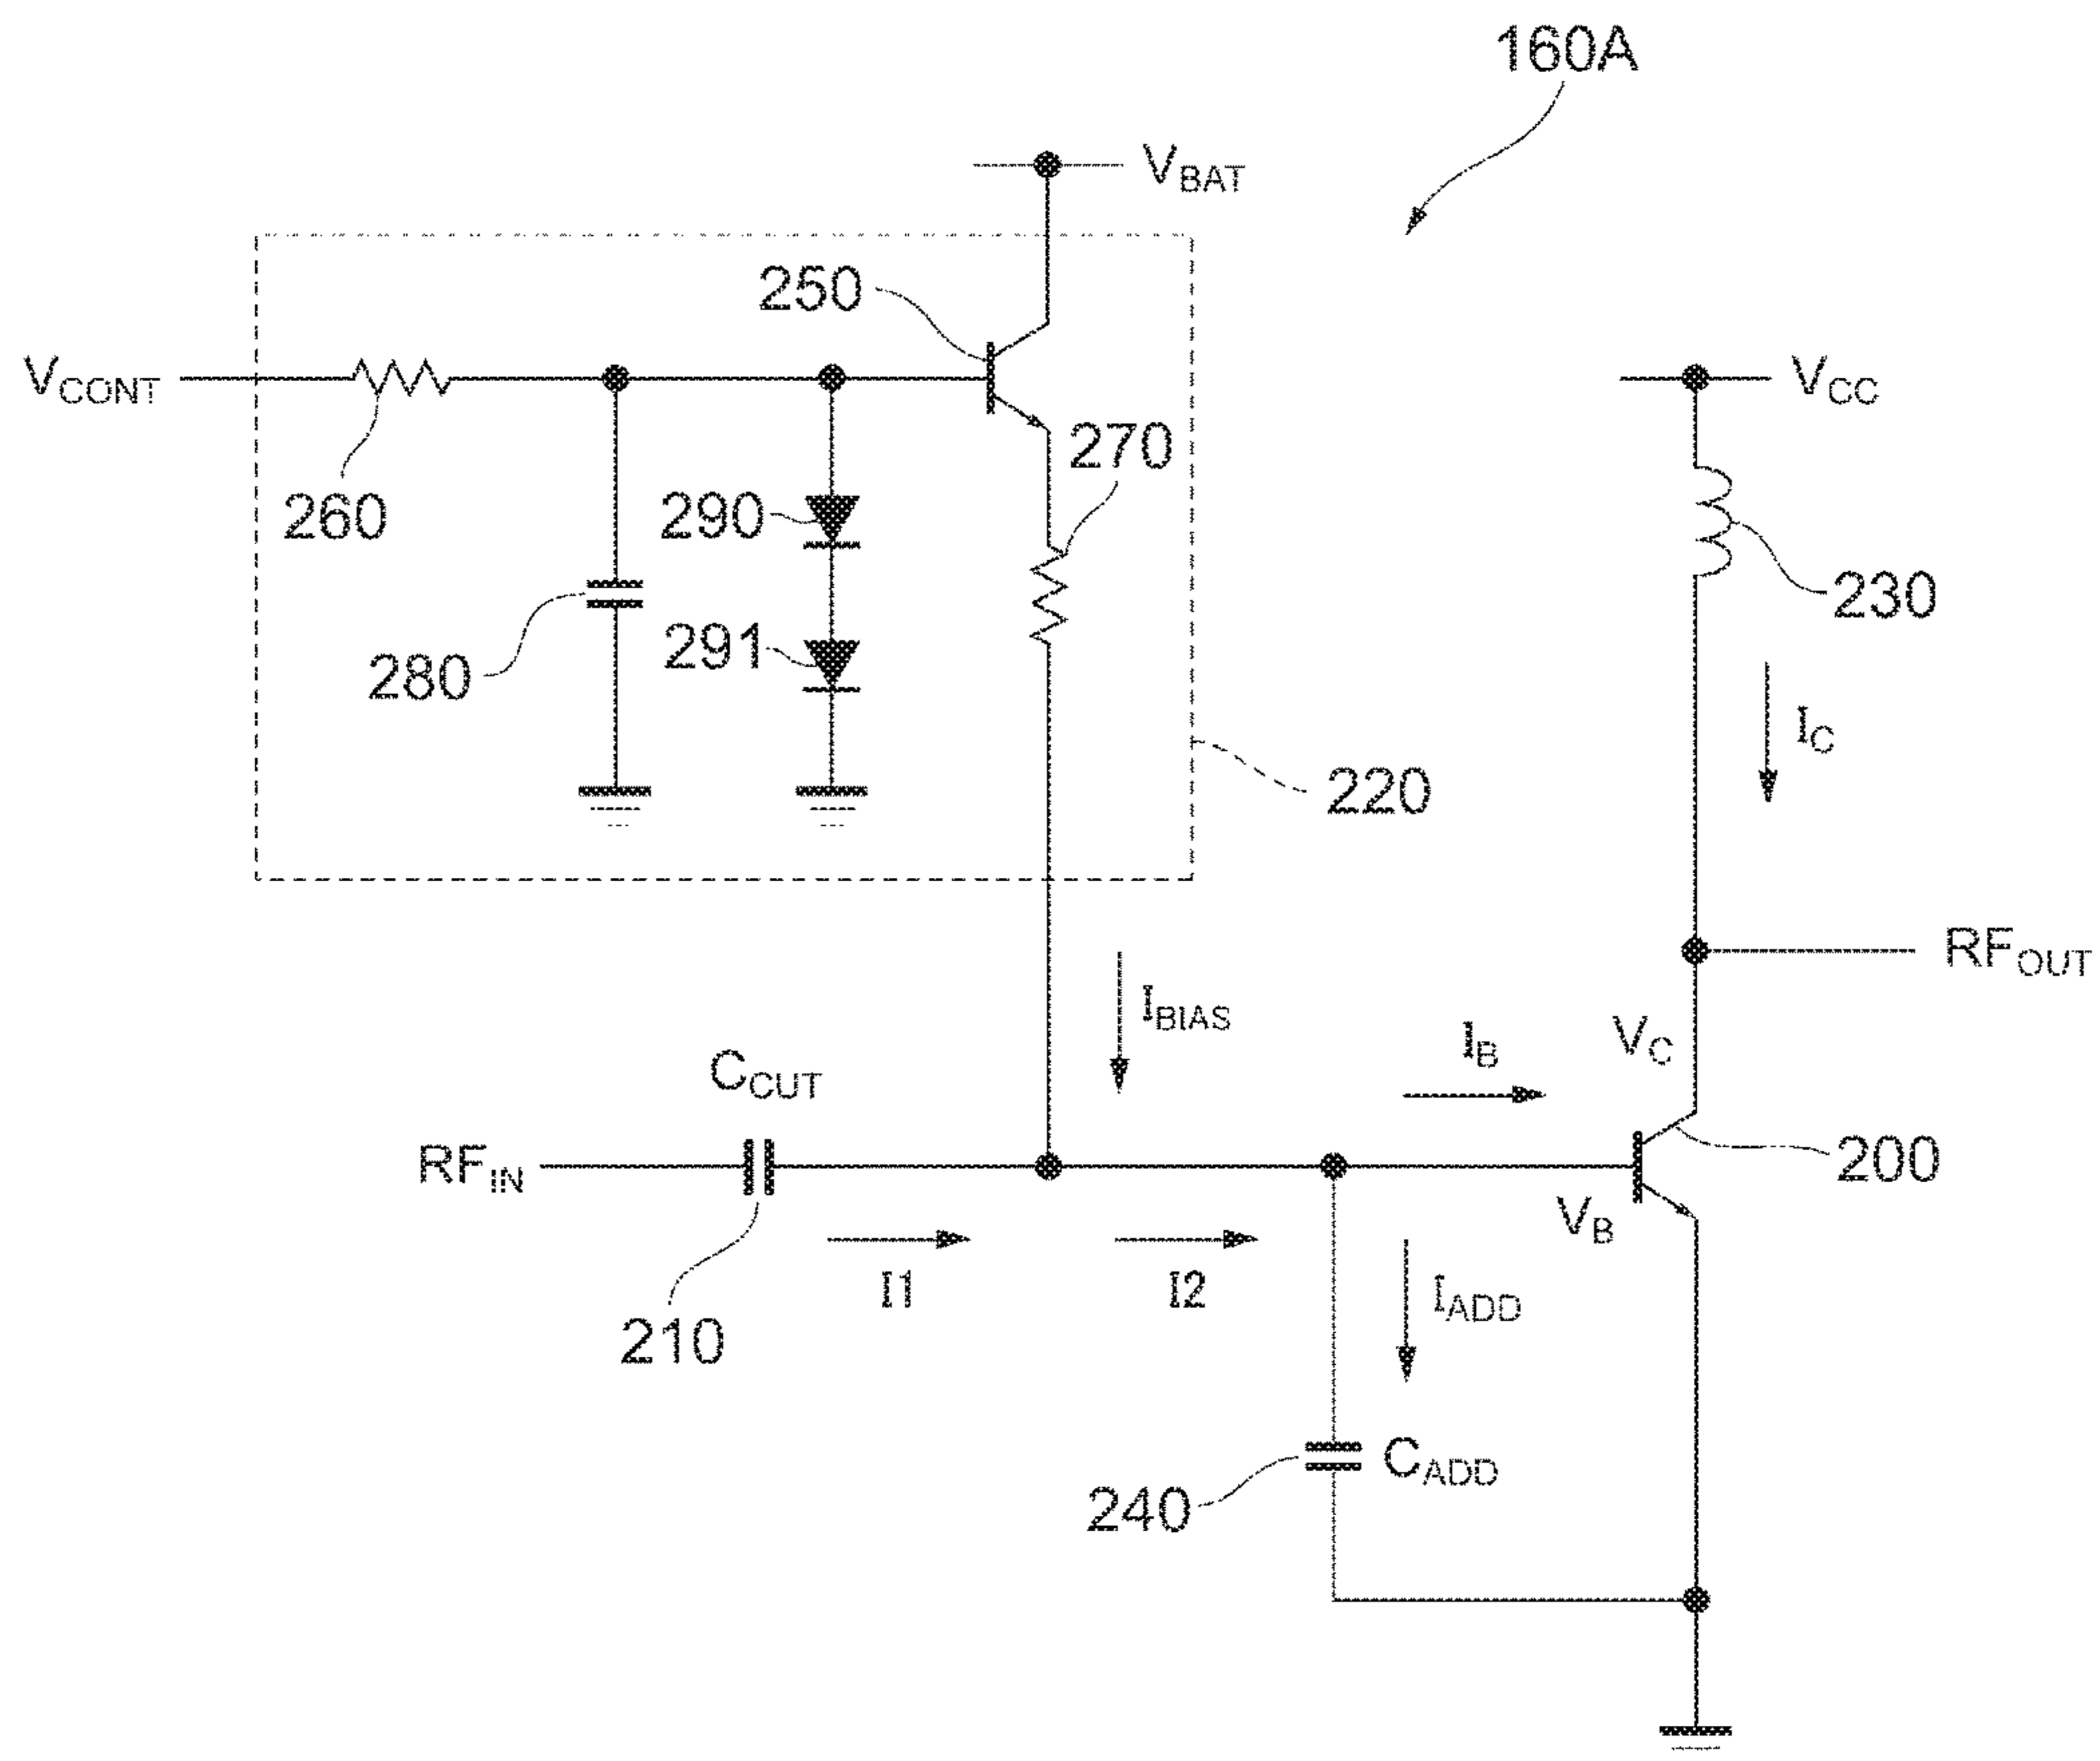 160A
VBAT
250
VCONT
VCC
270
260
290
230
280
291
IC
220
RFOUT
IBIAS
IB
VC
CCUT
RFIN
200
VB
I1
I2
IADD
210
CADD
240